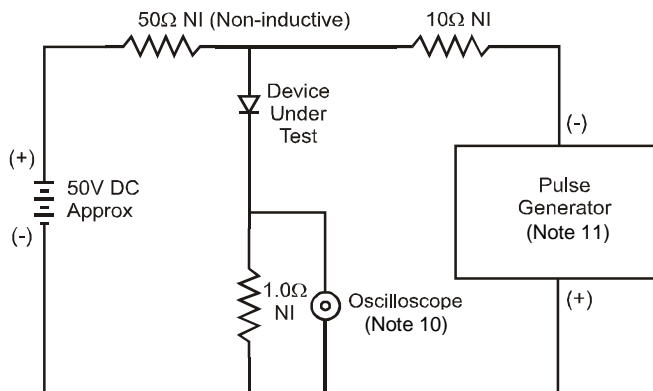 50Ω NI (Non-inductive)
10Ω NI
Device
Under
Test
(-)
(+)
50V DC
Approx
(-)
Pulse
Generator
(Note 11)
1.0Ω
NI
Oscilloscope
(Note 10)
(+)